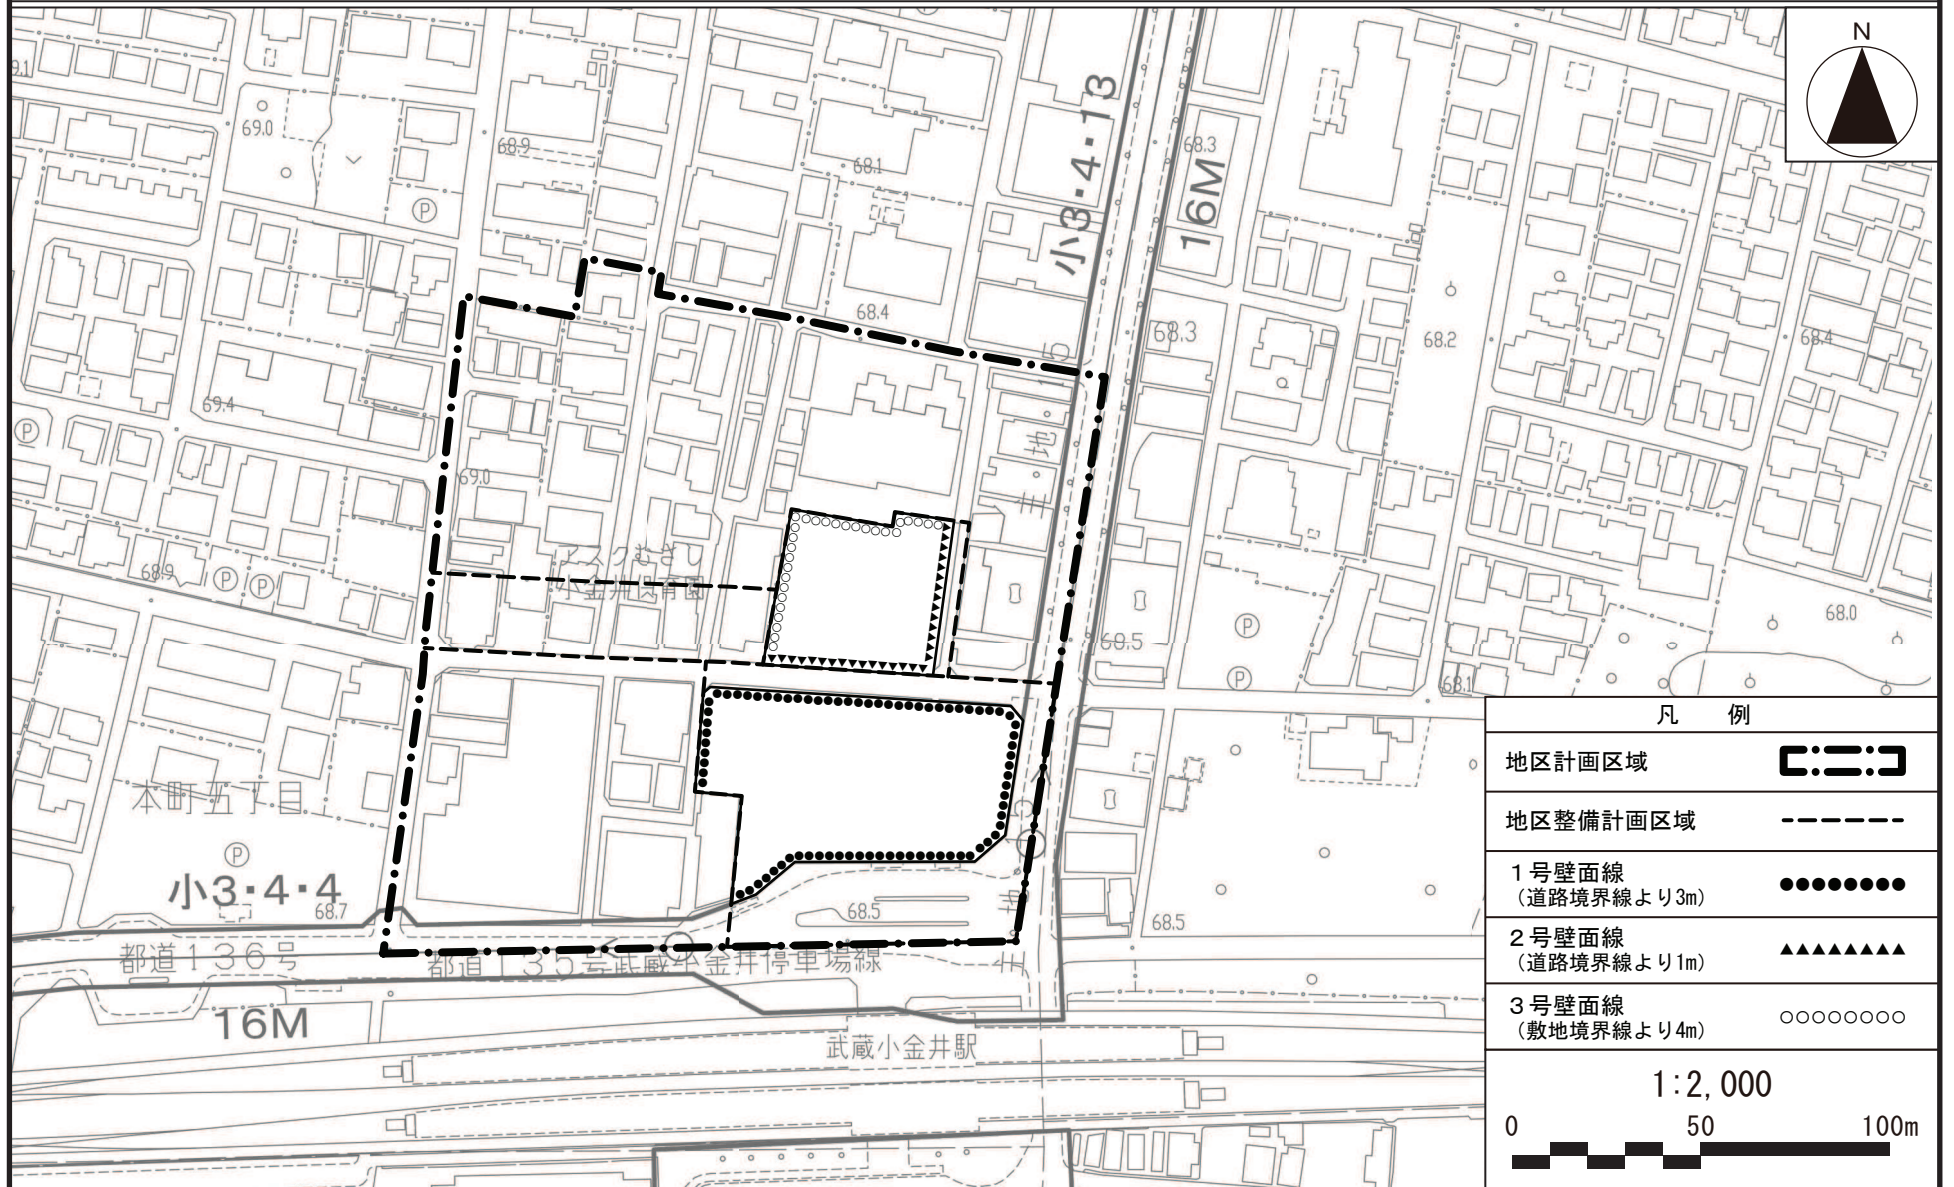 N
9.1
69.0
68.9
68.1
小3・4・13
68.3
16M
P
68.4
68.3
68.2
68.4
69.4
P
69.0
アスクむさし
小金井保育園
68.9
P
P
68.0
P
68.5
P
68.1
本町五丁目
P
小3・4・4
68.7
68.5
68.5
都道136号
都道135号武蔵小金井停車場線
16M
武蔵小金井駅
凡 例
地区計画区域
地区整備計画区域
1号壁面線
(道路境界線より3m)
2号壁面線
(道路境界線より1m)
3号壁面線
(敷地境界線より4m)
1:2,000
0 50 100m